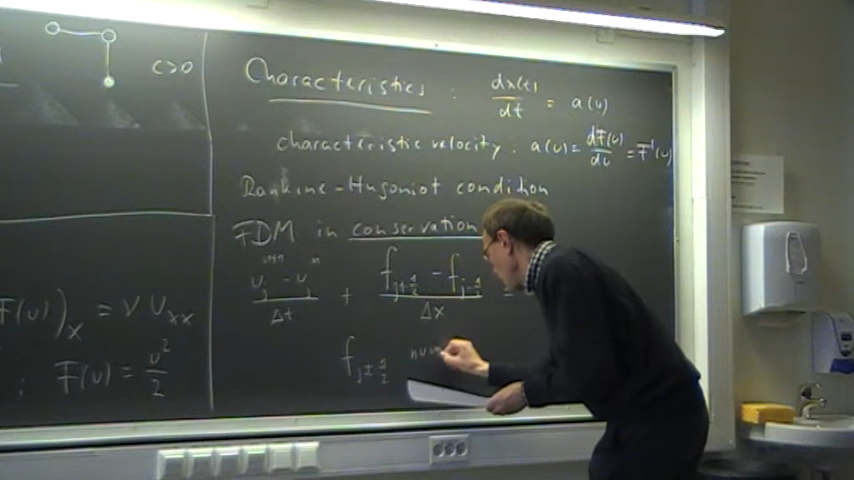 c > 0
F(u))_x = ν u_xx
; F(u) = u²/2
Characteristics : dx(t)/dt = a(u)
characteristic velocity : a(u) = dF(u)/du = F'(u)
Rankine-Hugoniot condition
FDM in conservation
(u_j^{n+1} - u_j^n)/Δt + (f_{j+1/2} - f_{j-1/2})/Δx =
f_{j±1/2} num